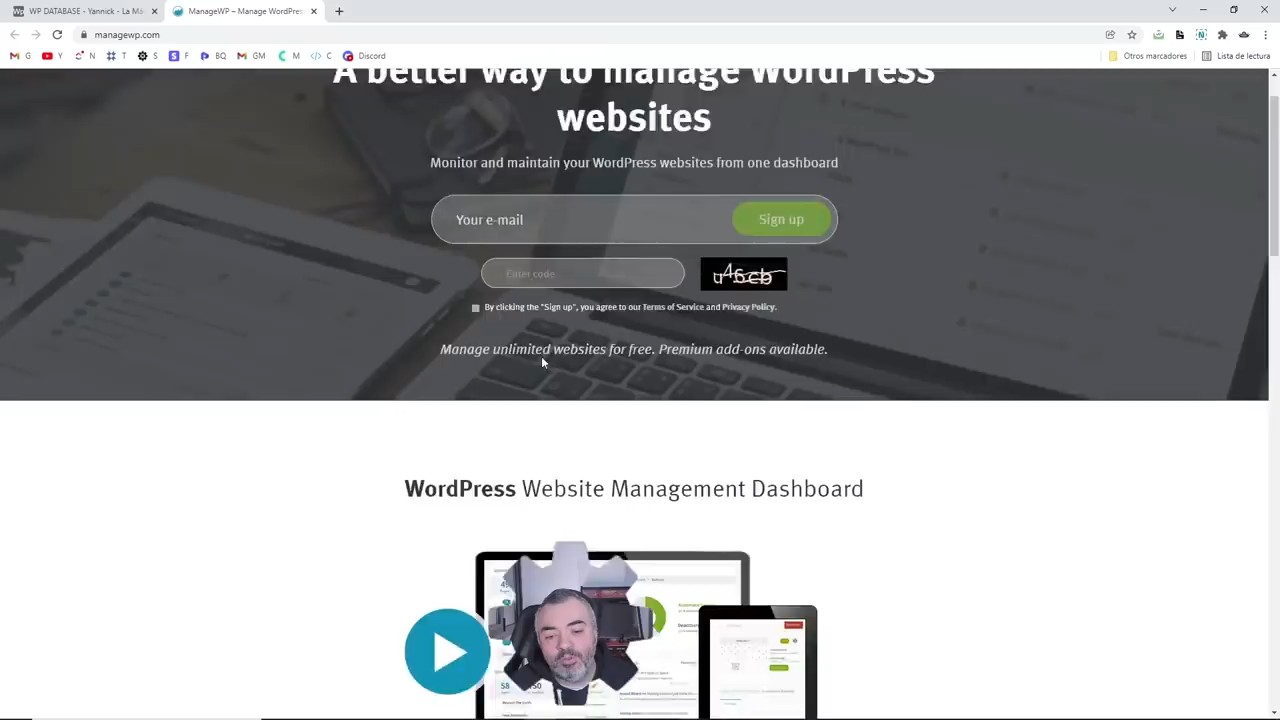 WP DATABASE - Yannick - La Má
ManageWP – Manage WordPres
managewp.com
G
Y
N
T
S
F
BQ
GM
M
C
Discord
Otros marcadores
Lista de lectura
A better way to manage WordPress
websites
Monitor and maintain your WordPress websites from one dashboard
Your e-mail
Sign up
Enter code
u46cb
By clicking the "Sign up", you agree to our Terms of Service and Privacy Policy.
Manage unlimited websites for free. Premium add-ons available.
WordPress Website Management Dashboard